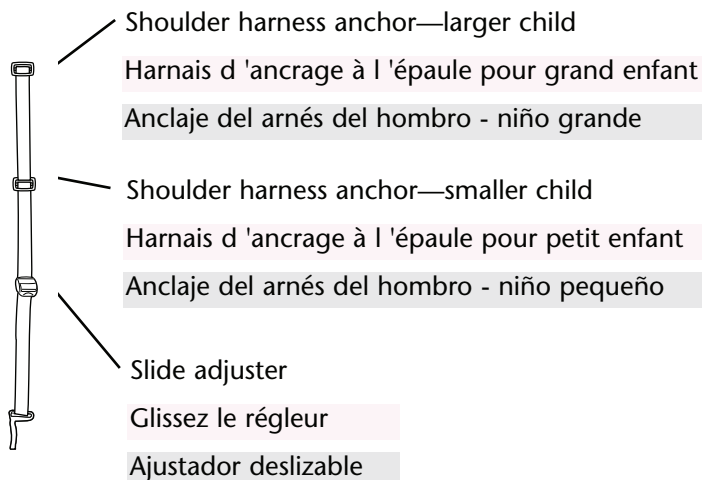 Shoulder harness anchor—larger child
Harnais d 'ancrage à l 'épaule pour grand enfant
Anclaje del arnés del hombro - niño grande
Shoulder harness anchor—smaller child
Harnais d 'ancrage à l 'épaule pour petit enfant
Anclaje del arnés del hombro - niño pequeño
Slide adjuster
Glissez le régleur
Ajustador deslizable